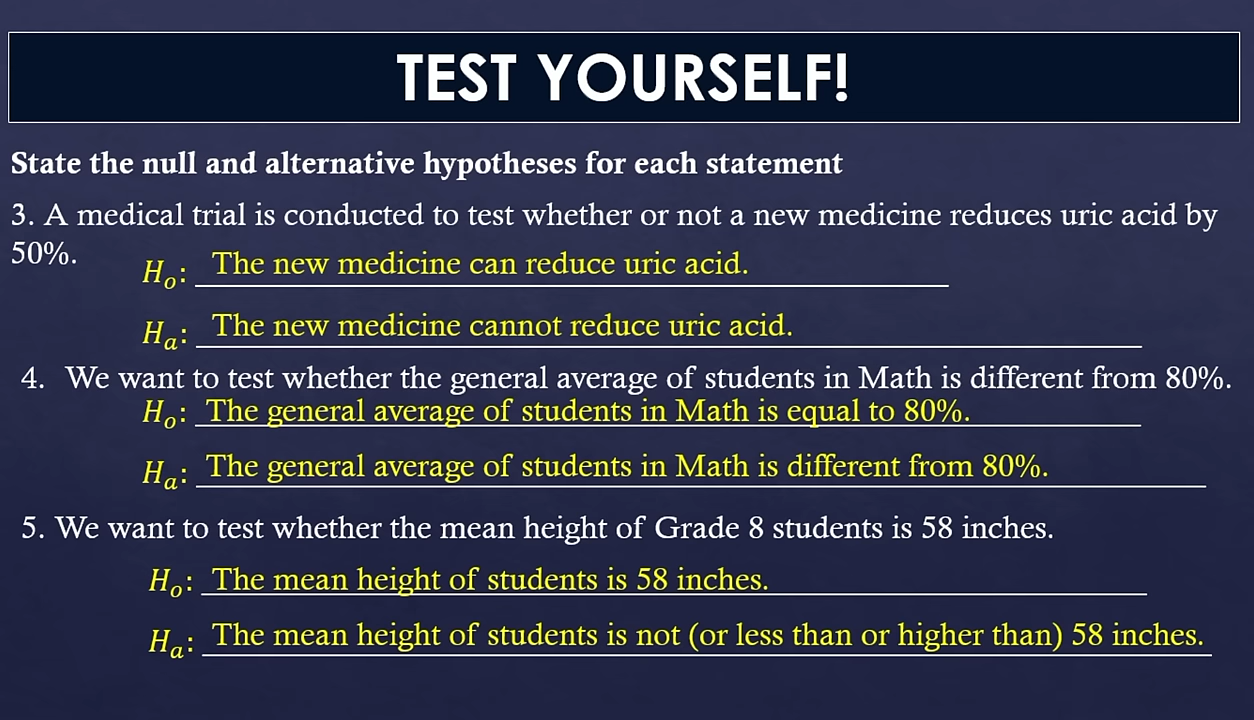 TEST YOURSELF!
State the null and alternative hypotheses for each statement
3. A medical trial is conducted to test whether or not a new medicine reduces uric acid by
50%.
Hₒ: The new medicine can reduce uric acid.
Hₐ: The new medicine cannot reduce uric acid.
4. We want to test whether the general average of students in Math is different from 80%.
Hₒ: The general average of students in Math is equal to 80%.
Hₐ: The general average of students in Math is different from 80%.
5. We want to test whether the mean height of Grade 8 students is 58 inches.
Hₒ: The mean height of students is 58 inches.
Hₐ: The mean height of students is not (or less than or higher than) 58 inches.